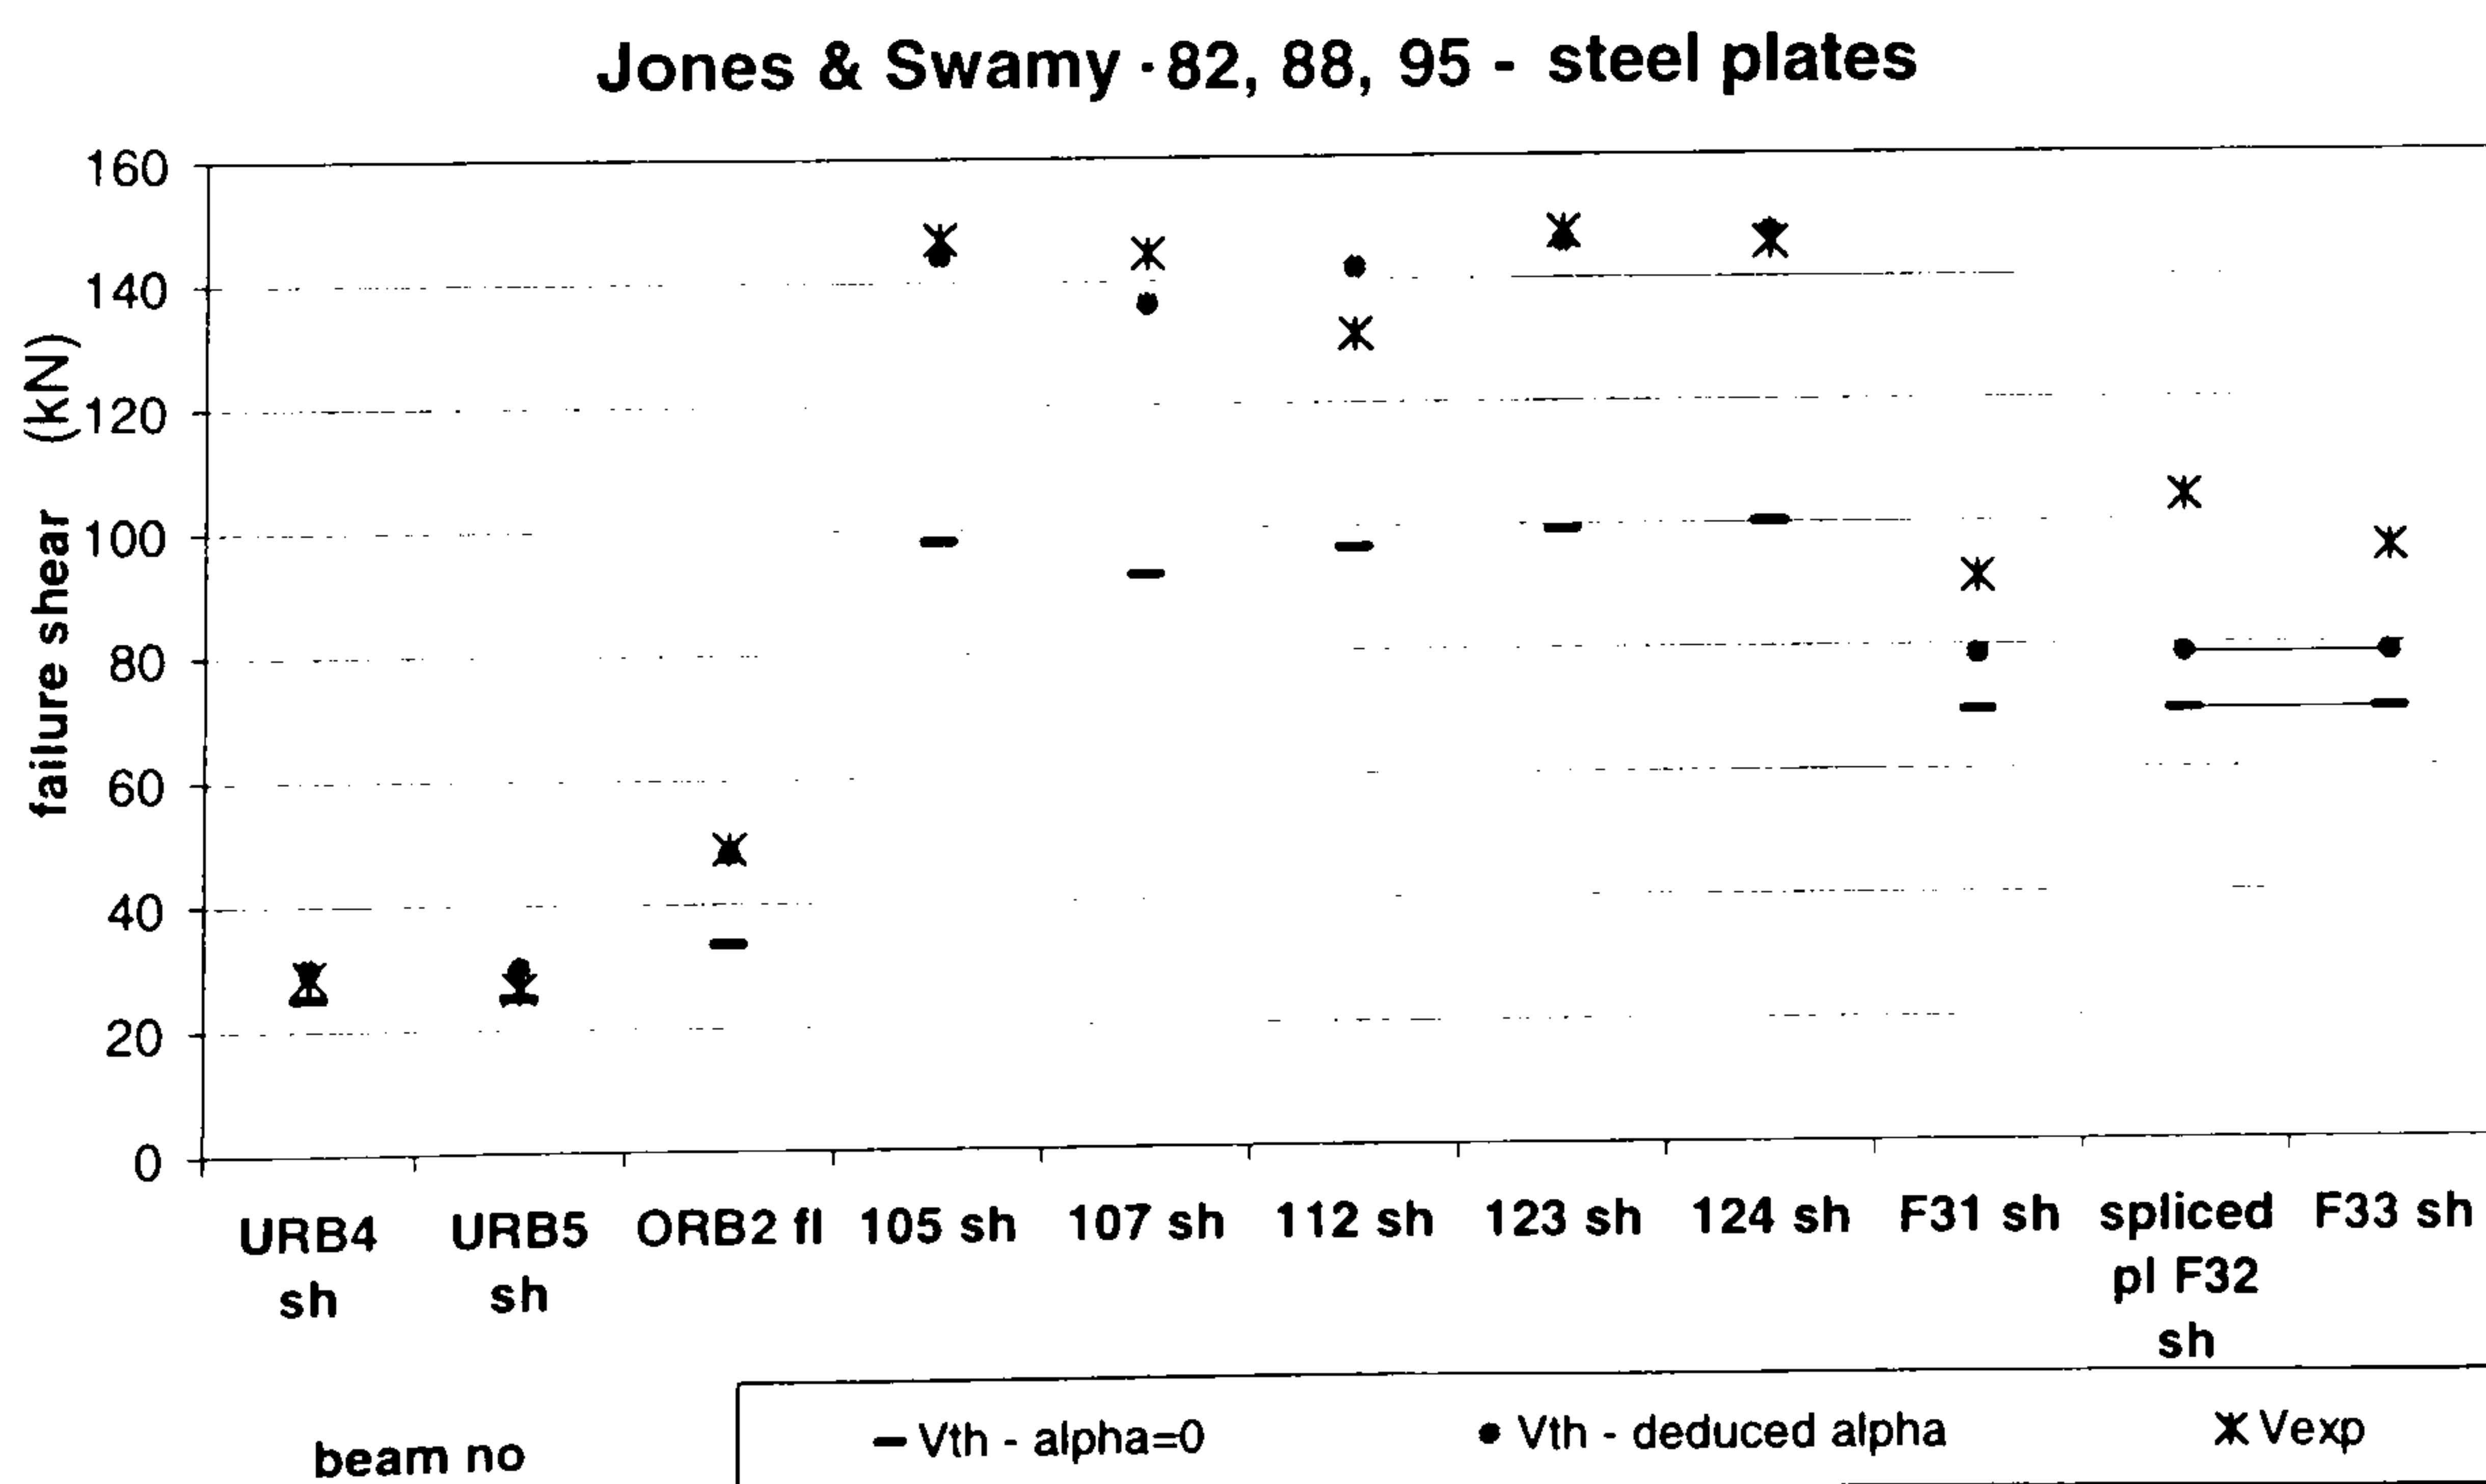 Jones & Swamy - 82, 88, 95 - steel plates
failure shear (kN)
160
140
120
100
80
60
40
20
0
URB4 sh
URB5 sh
ORB2 fl
105 sh
107 sh
112 sh
123 sh
124 sh
F31 sh
spliced pl F32 sh
F33 sh
beam no
Vth - alpha=0
Vth - deduced alpha
Vexp